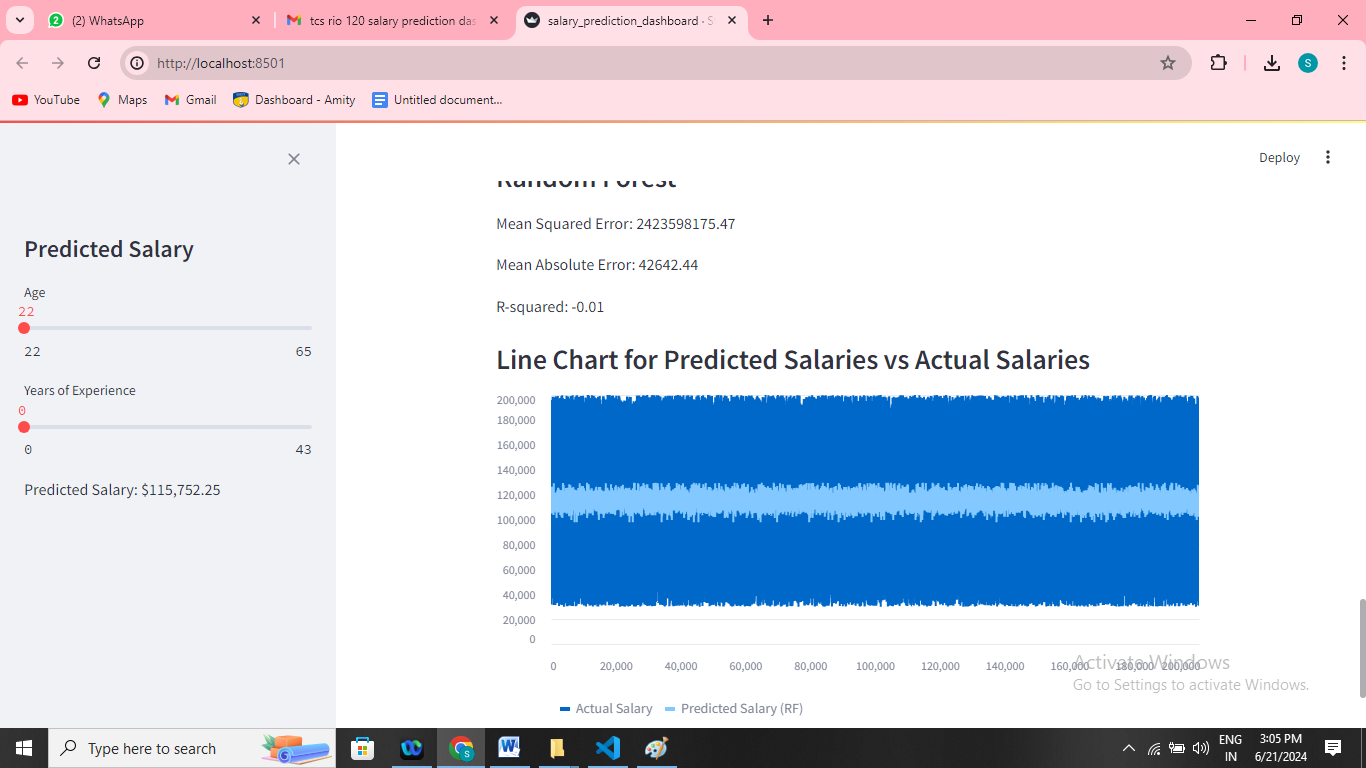 (2) WhatsApp
tcs rio 120 salary prediction das
salary_prediction_dashboard · S
http://localhost:8501
S
YouTube
Maps
Gmail
Dashboard - Amity
Untitled document...
Deploy
Predicted Salary
Age
22
22 65
Years of Experience
0
0 43
Predicted Salary: $115,752.25
Random Forest
Mean Squared Error: 2423598175.47
Mean Absolute Error: 42642.44
R-squared: -0.01
Line Chart for Predicted Salaries vs Actual Salaries
200,000
180,000
160,000
140,000
120,000
100,000
80,000
60,000
40,000
20,000
0
0 20,000 40,000 60,000 80,000 100,000 120,000 140,000 160,000 180,000 200,000
Actual Salary Predicted Salary (RF)
Activate Windows
Go to Settings to activate Windows.
Type here to search
ENG
IN
3:05 PM
6/21/2024